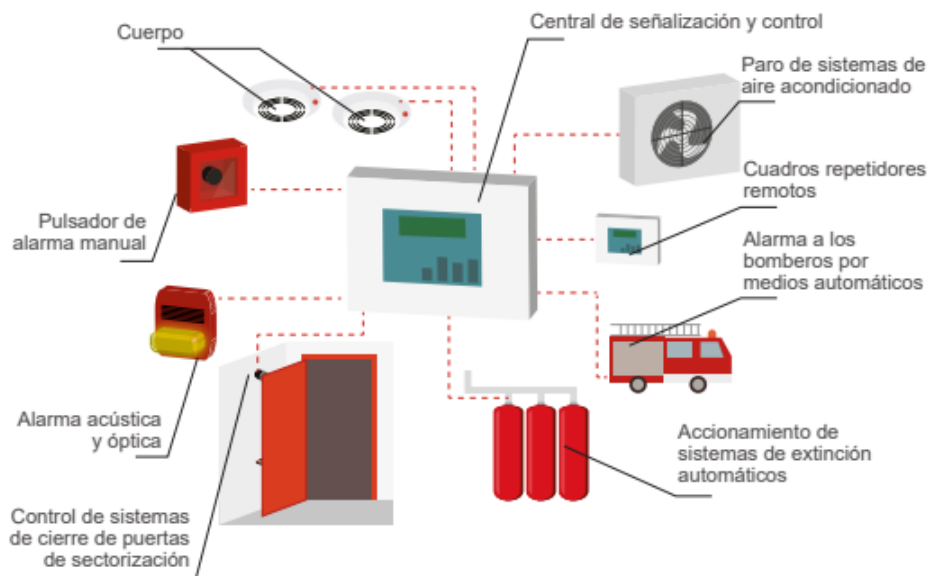 Cuerpo
Central de señalización y control
Paro de sistemas de
aire acondicionado
Cuadros repetidores
remotos
Pulsador de
alarma manual
Alarma a los
bomberos por
medios automáticos
Alarma acústica
y óptica
Accionamiento de
sistemas de extinción
automáticos
Control de sistemas
de cierre de puertas
de sectorización